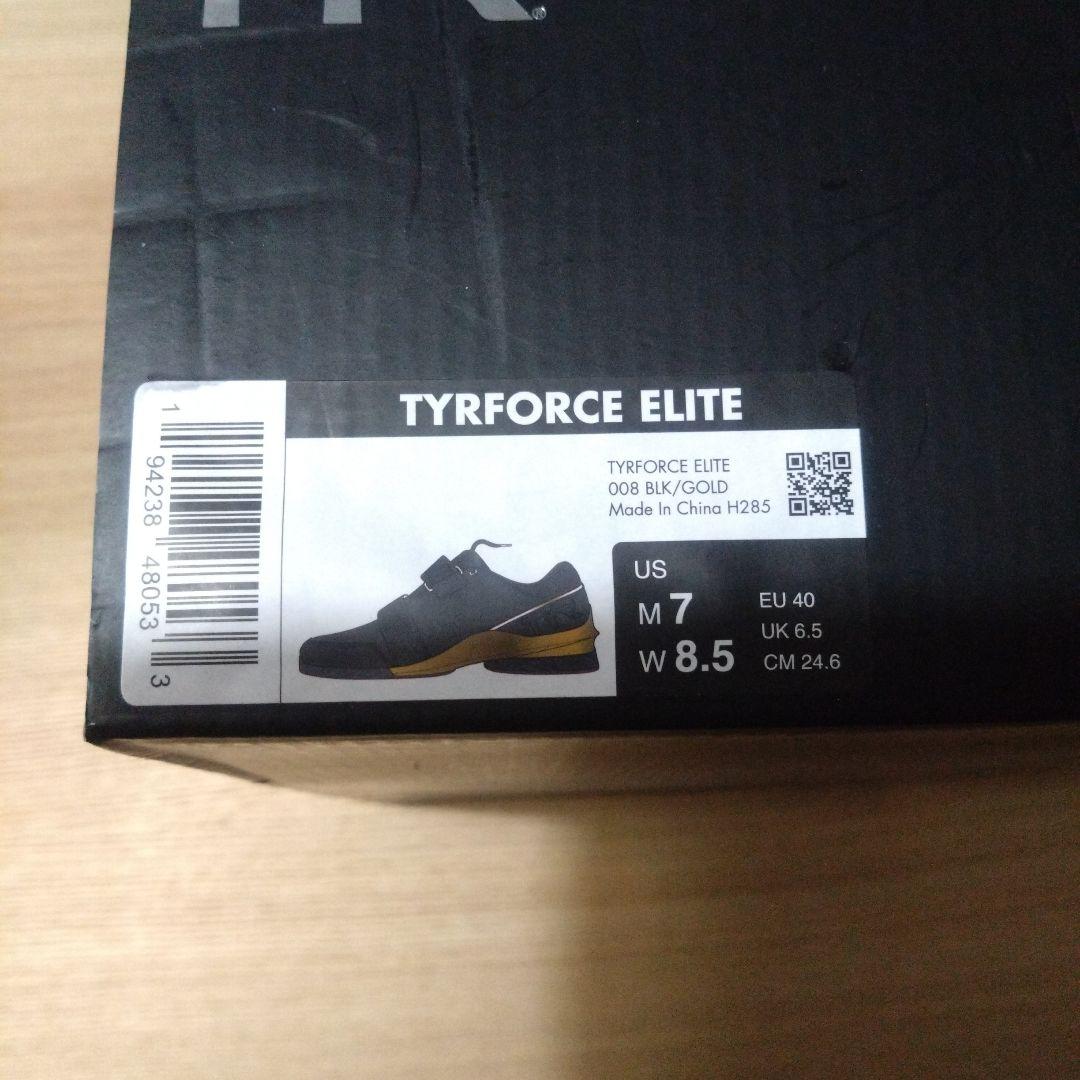 TYRFORCE ELITE
TYRFORCE ELITE
008 BLK/GOLD
Made In China H285
US
M 7
W 8.5
EU 40
UK 6.5
CM 24.6
1 94238 48053 3
®